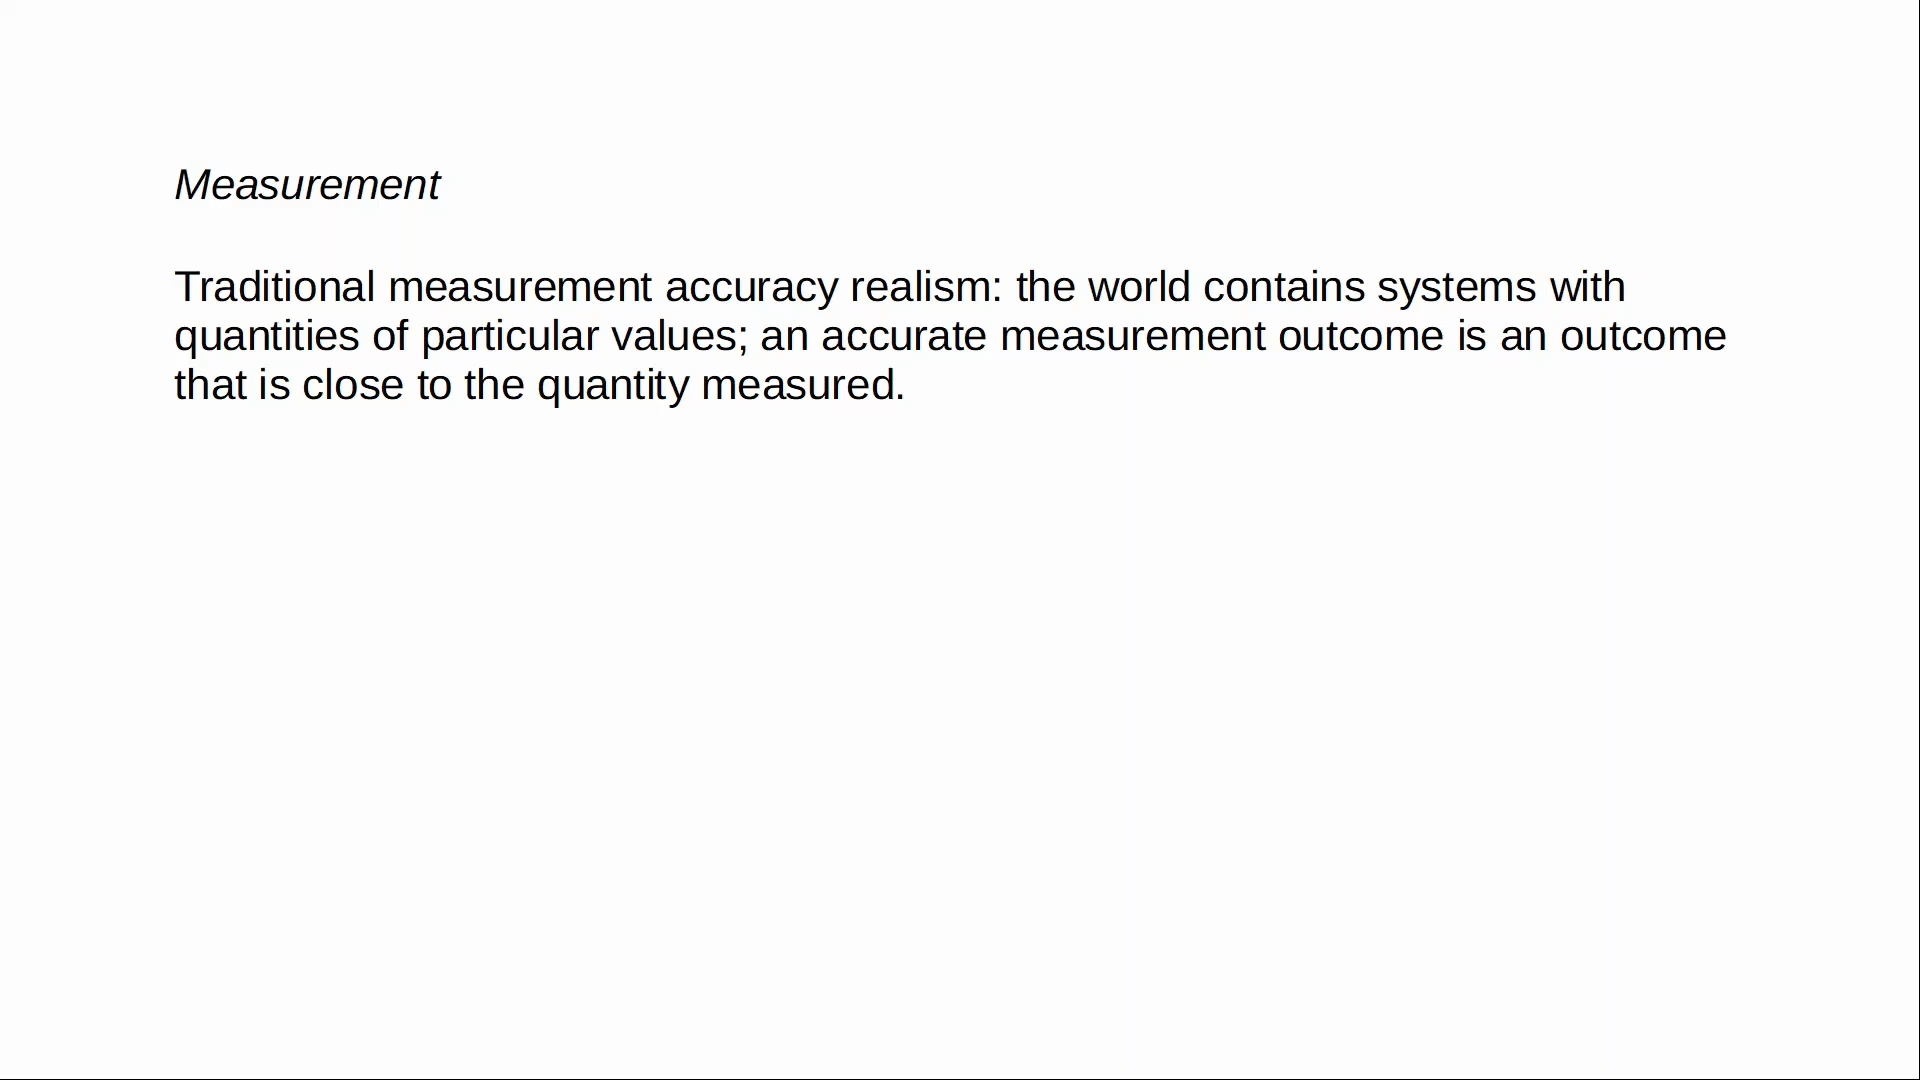 Measurement
Traditional measurement accuracy realism: the world contains systems with
quantities of particular values; an accurate measurement outcome is an outcome
that is close to the quantity measured.